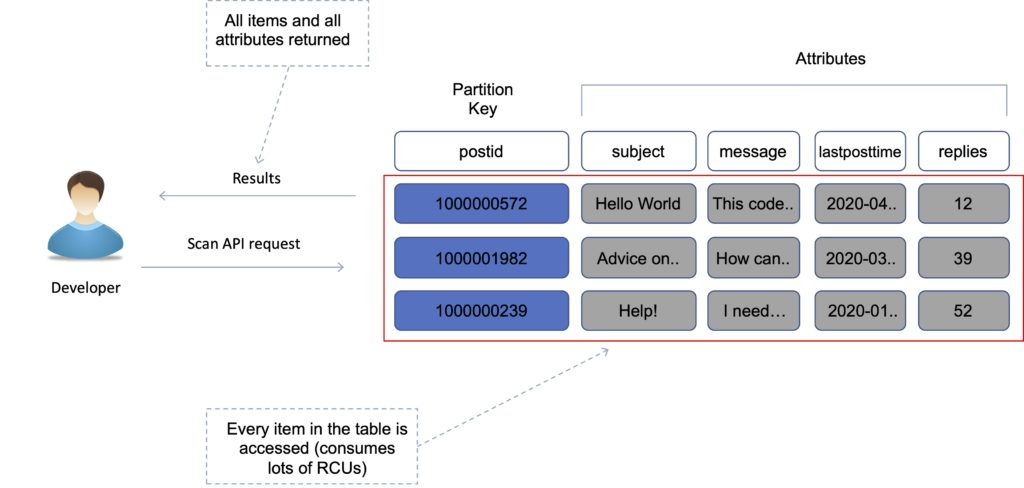 All items and all
attributes returned
Attributes
Partition
Key
postid
subject
message
lastposttime
replies
Results
1000000572
Hello World
This code..
2020-04..
12
Scan API request
1000001982
Advice on..
How can..
2020-03..
39
Developer
1000000239
Help!
I need…
2020-01..
52
Every item in the table is
accessed (consumes
lots of RCUs)